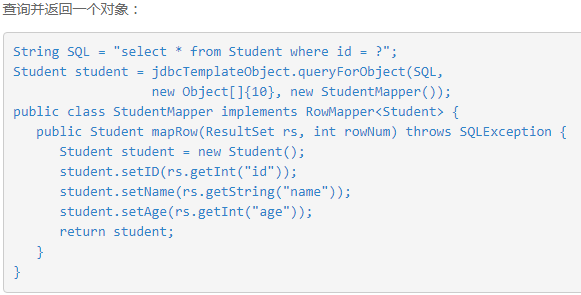 查询并返回一个对象：
String SQL = "select * from Student where id = ?";
Student student = jdbcTemplateObject.queryForObject(SQL,
                  new Object[]{10}, new StudentMapper());
public class StudentMapper implements RowMapper<Student> {
   public Student mapRow(ResultSet rs, int rowNum) throws SQLException {
      Student student = new Student();
      student.setID(rs.getInt("id"));
      student.setName(rs.getString("name"));
      student.setAge(rs.getInt("age"));
      return student;
   }
}